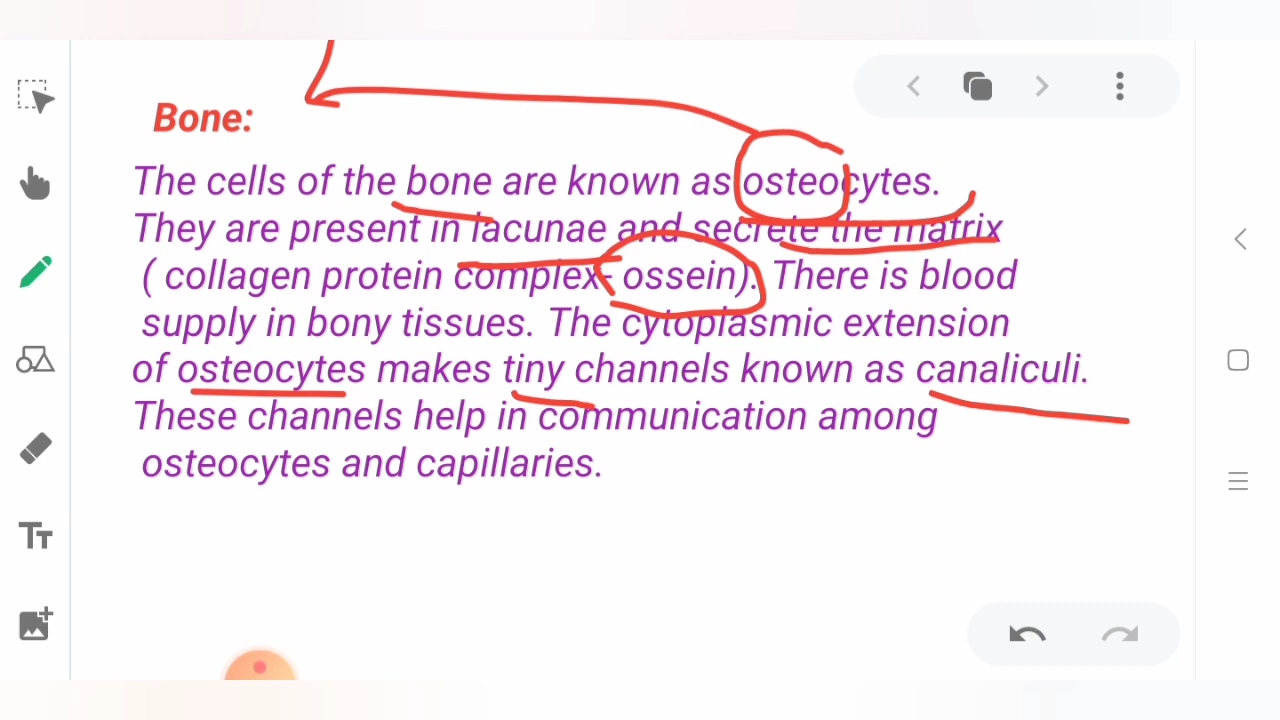 Bone:
The cells of the bone are known as osteocytes.
They are present in lacunae and secrete the matrix
( collagen protein complex- ossein). There is blood
supply in bony tissues. The cytoplasmic extension
of osteocytes makes tiny channels known as canaliculi.
These channels help in communication among
osteocytes and capillaries.
TT